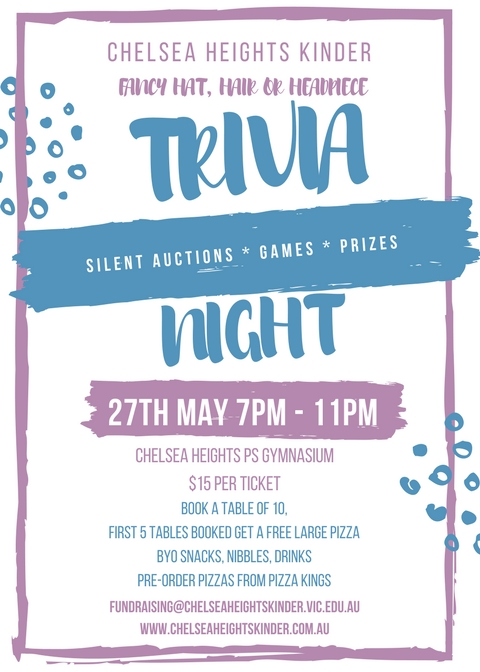 CHELSEA HEIGHTS KINDER
FANCY HAT, HAIR OR HEADPIECE
TRIVIA
SILENT AUCTIONS * GAMES * PRIZES
NIGHT
27TH MAY 7PM - 11PM
CHELSEA HEIGHTS PS GYMNASIUM
$15 PER TICKET
BOOK A TABLE OF 10,
FIRST 5 TABLES BOOKED GET A FREE LARGE PIZZA
BYO SNACKS, NIBBLES, DRINKS
PRE-ORDER PIZZAS FROM PIZZA KINGS
FUNDRAISING@CHELSEAHEIGHTSKINDER.VIC.EDU.AU
WWW.CHELSEAHEIGHTSKINDER.COM.AU